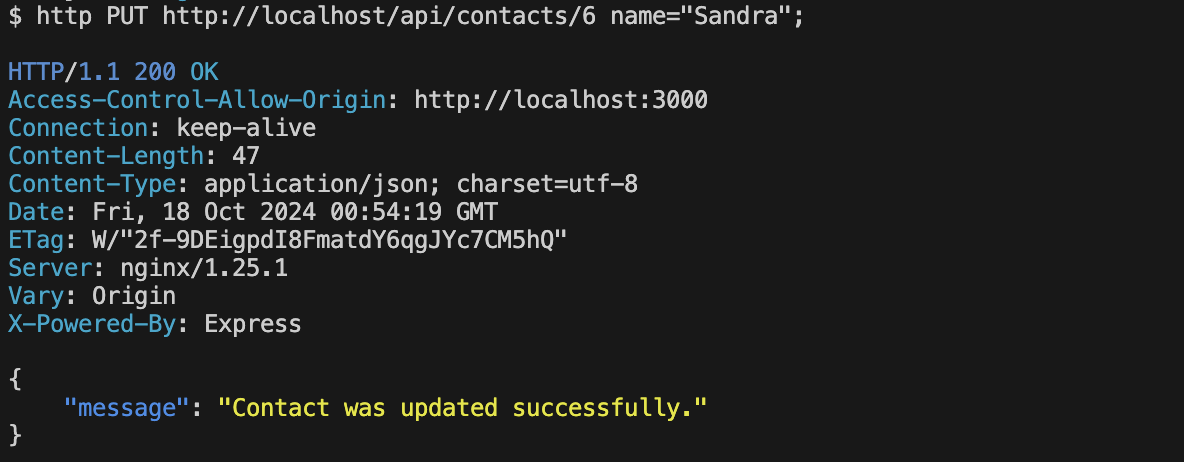 $ http PUT http://localhost/api/contacts/6 name="Sandra";
HTTP/1.1 200 OK
Access-Control-Allow-Origin: http://localhost:3000
Connection: keep-alive
Content-Length: 47
Content-Type: application/json; charset=utf-8
Date: Fri, 18 Oct 2024 00:54:19 GMT
ETag: W/"2f-9DEigpdI8FmatdY6qgJYc7CM5hQ"
Server: nginx/1.25.1
Vary: Origin
X-Powered-By: Express
{
    "message": "Contact was updated successfully."
}